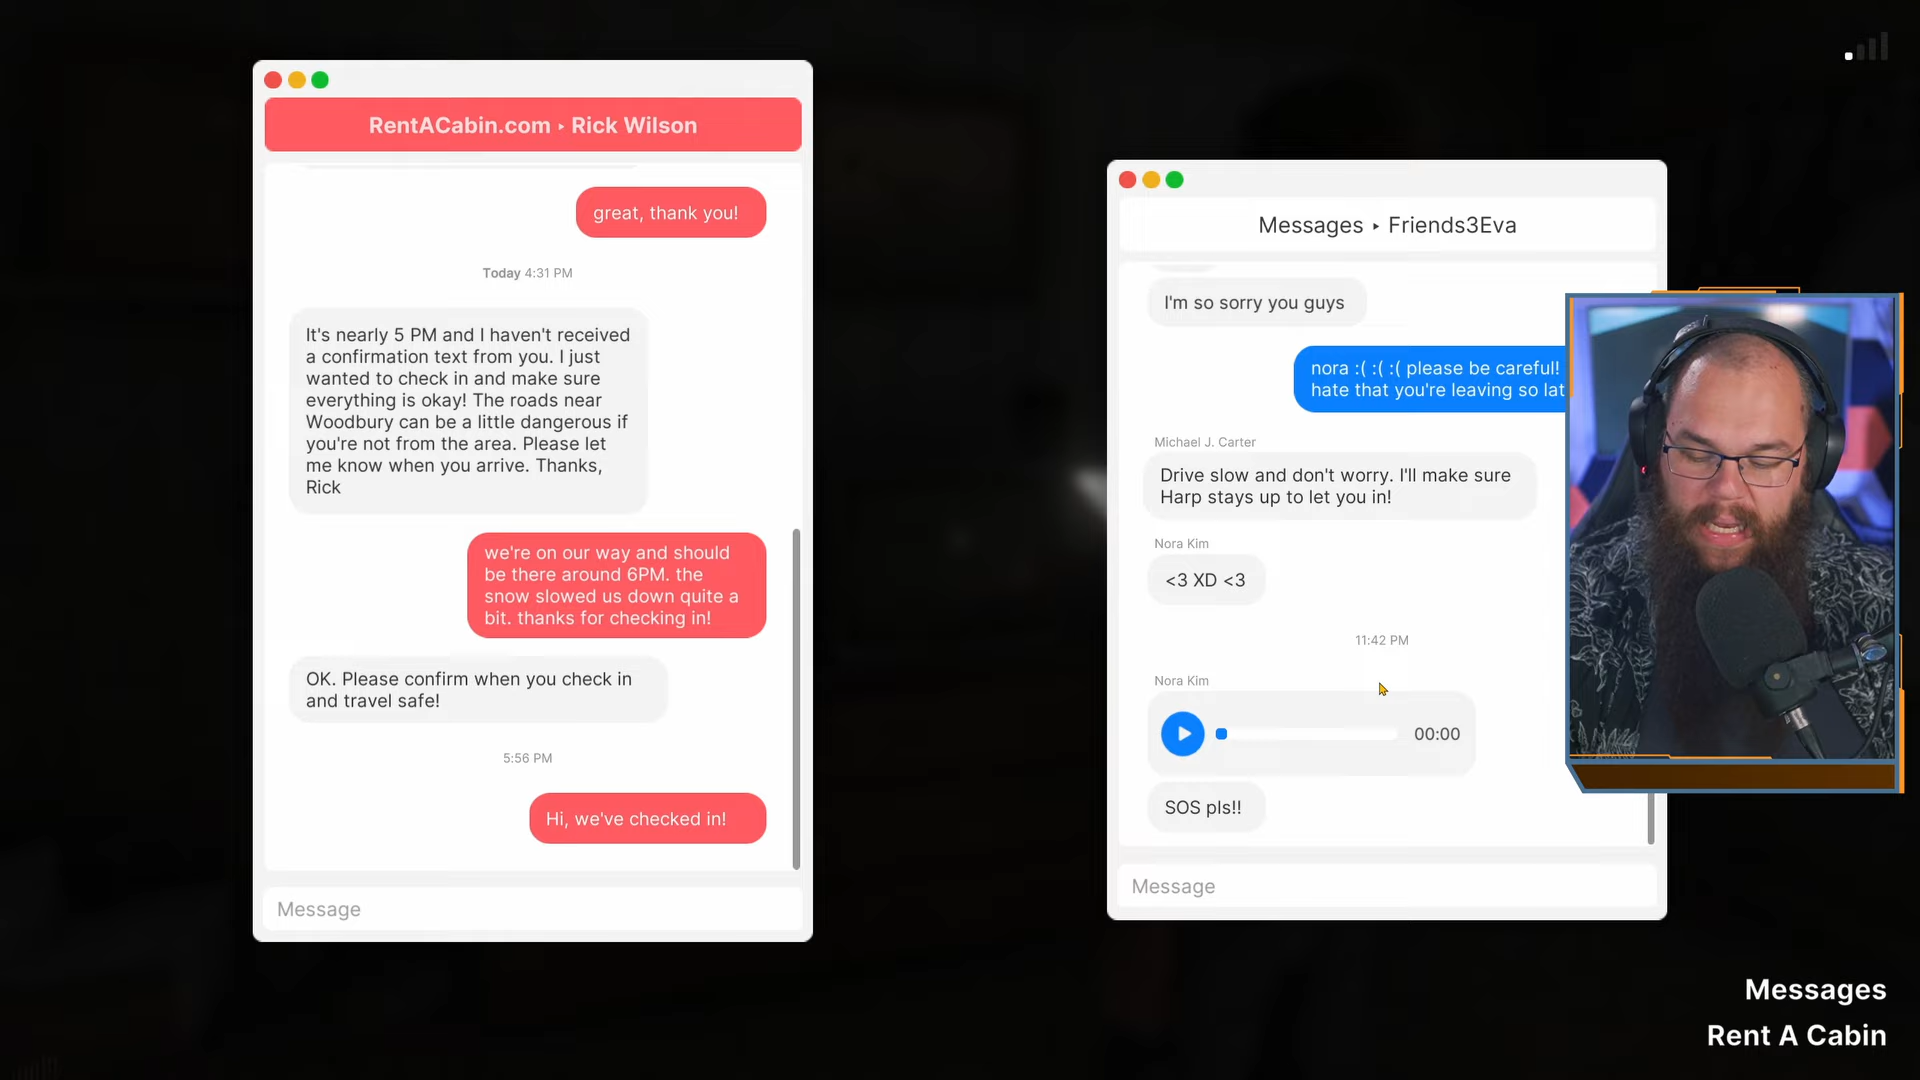 RentACabin.com ‣ Rick Wilson
great, thank you!
Today 4:31 PM
It's nearly 5 PM and I haven't received
a confirmation text from you. I just
wanted to check in and make sure
everything is okay! The roads near
Woodbury can be a little dangerous if
you're not from the area. Please let
me know when you arrive. Thanks,
Rick
we're on our way and should
be there around 6PM. the
snow slowed us down quite a
bit. thanks for checking in!
OK. Please confirm when you check in
and travel safe!
5:56 PM
Hi, we've checked in!
Message
Messages ‣ Friends3Eva
I'm so sorry you guys
nora :( :( :( please be careful!
hate that you're leaving so lat
Michael J. Carter
Drive slow and don't worry. I'll make sure
Harp stays up to let you in!
Nora Kim
<3 XD <3
11:42 PM
Nora Kim
00:00
SOS pls!!
Message
Messages
Rent A Cabin